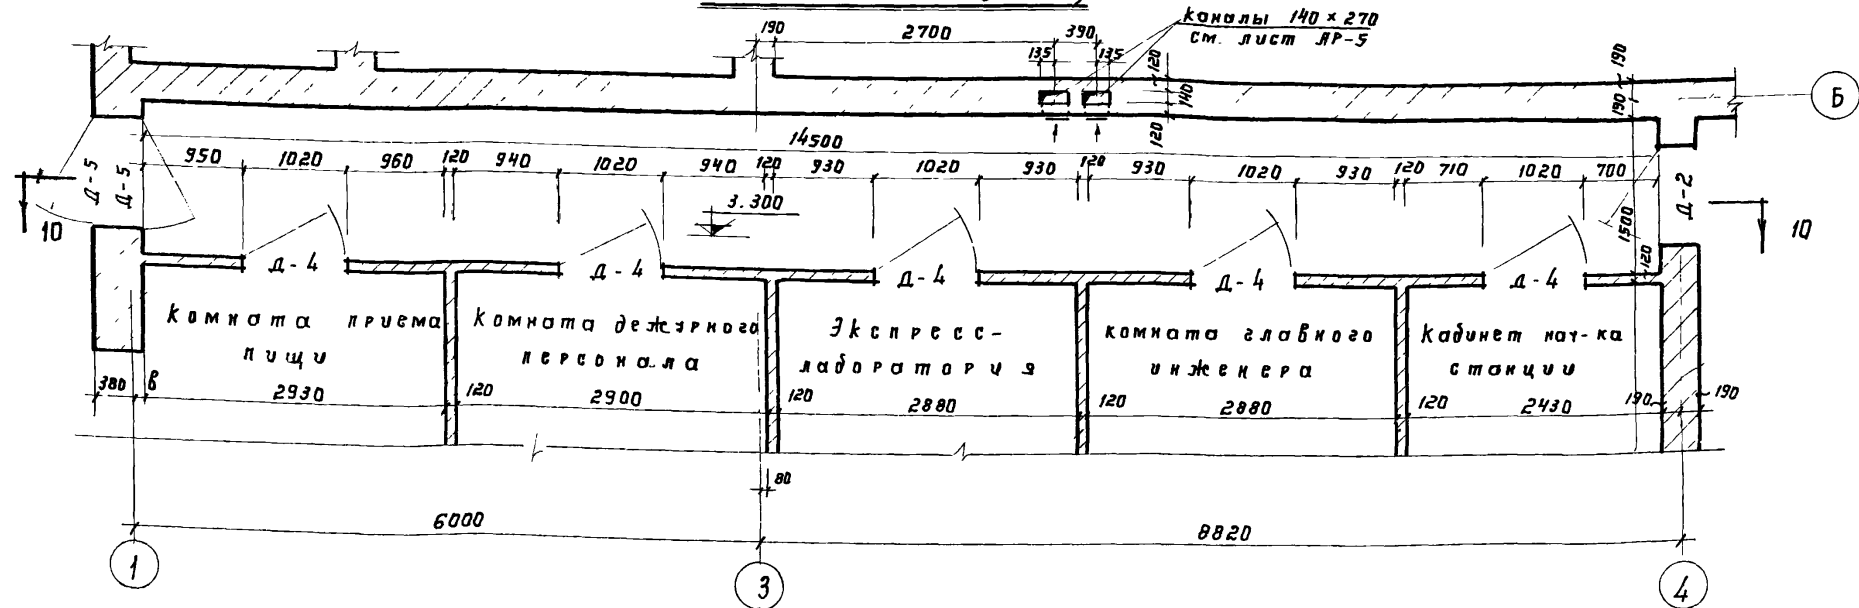 каналы 140 × 270
см. лист АР-5
190 2700 390
135 135
120
140
120
190
190
Б
14500
950 1020 960 120 940 1020 940 120 930 1020 930 120 930 1020 930 120 710 1020 700
Д-5
Д-5
10
3.300
Д-2
1500
120
10
Д-4 Д-4 Д-4 Д-4 Д-4
Комната приема
пищи
Комната дежурного
персонала
Экспресс-
лаборатория
комната главного
инженера
Кабинет нач-ка
станции
380 2930 120 2900 120 2880 120 2880 120 2430 190 190
80
6000 8820
1 3 4